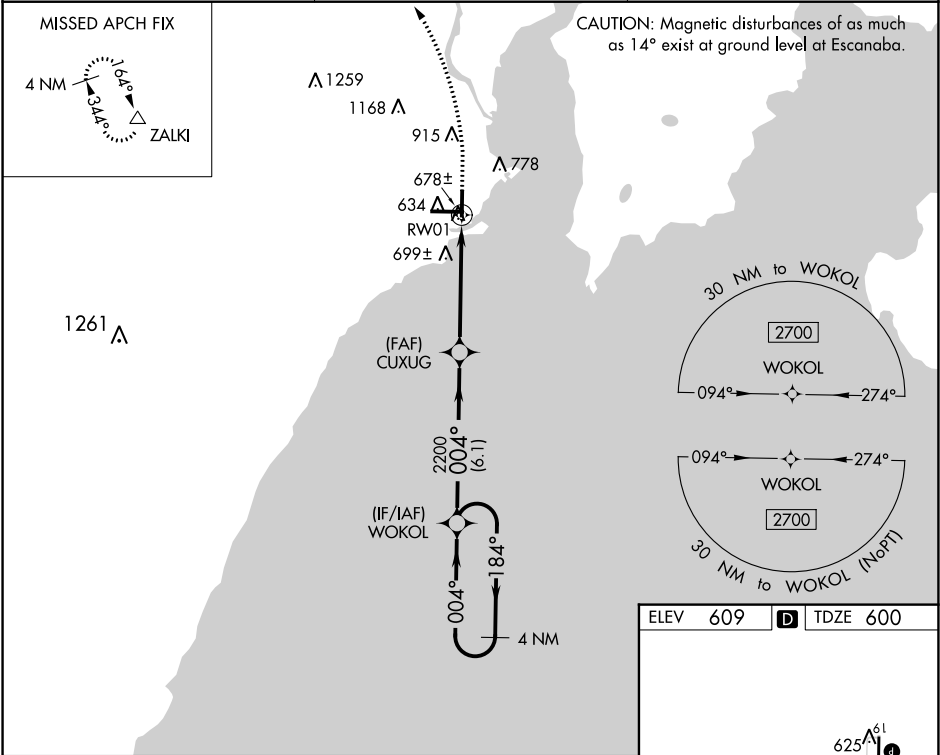 MISSED APCH FIX
4 NM
164°
344°
ZALKI
CAUTION: Magnetic disturbances of as much
as 14° exist at ground level at Escanaba.
1259
1168
915
778
678±
634
RW01
699±
1261
(FAF)
CUXUG
2200
004°
(6.1)
(IF/IAF)
WOKOL
004°
184°
4 NM
30 NM to WOKOL
2700
WOKOL
094°
274°
094°
274°
WOKOL
2700
30 NM to WOKOL (NoPT)
ELEV 609
D
TDZE 600
625
19
P